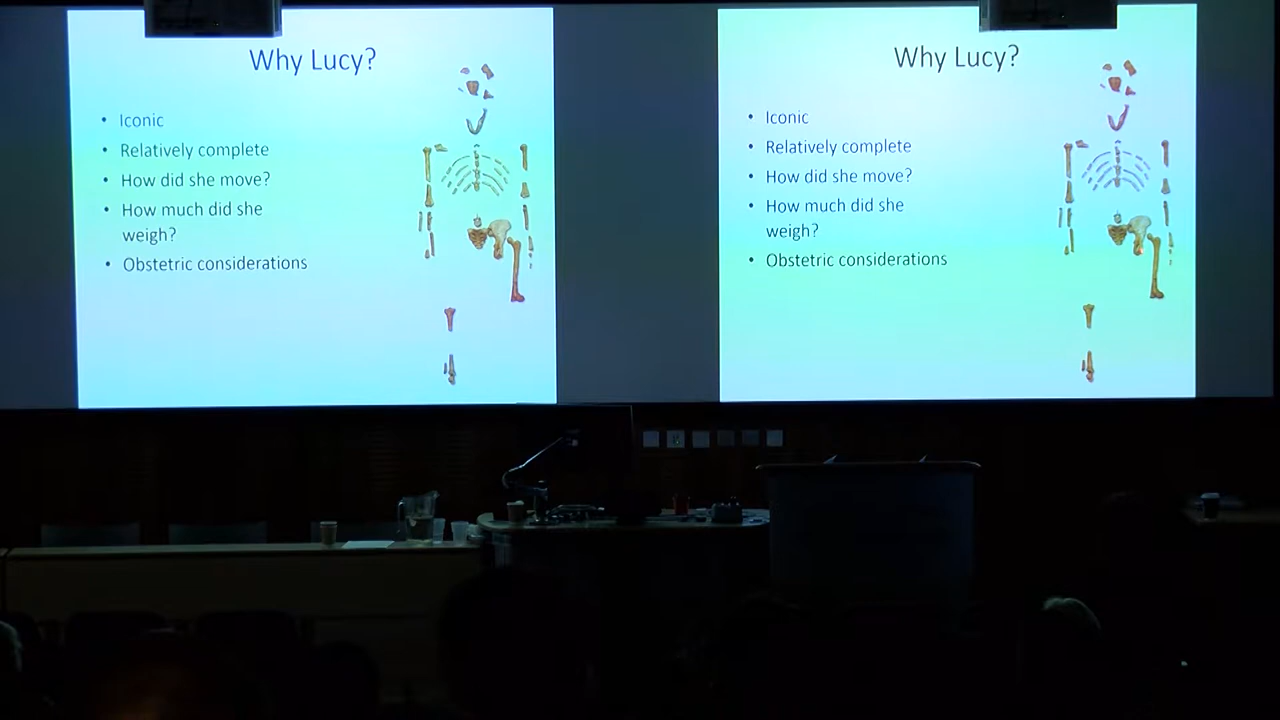 Why Lucy?
• Iconic
• Relatively complete
• How did she move?
• How much did she
weigh?
• Obstetric considerations
Why Lucy?
• Iconic
• Relatively complete
• How did she move?
• How much did she
weigh?
• Obstetric considerations